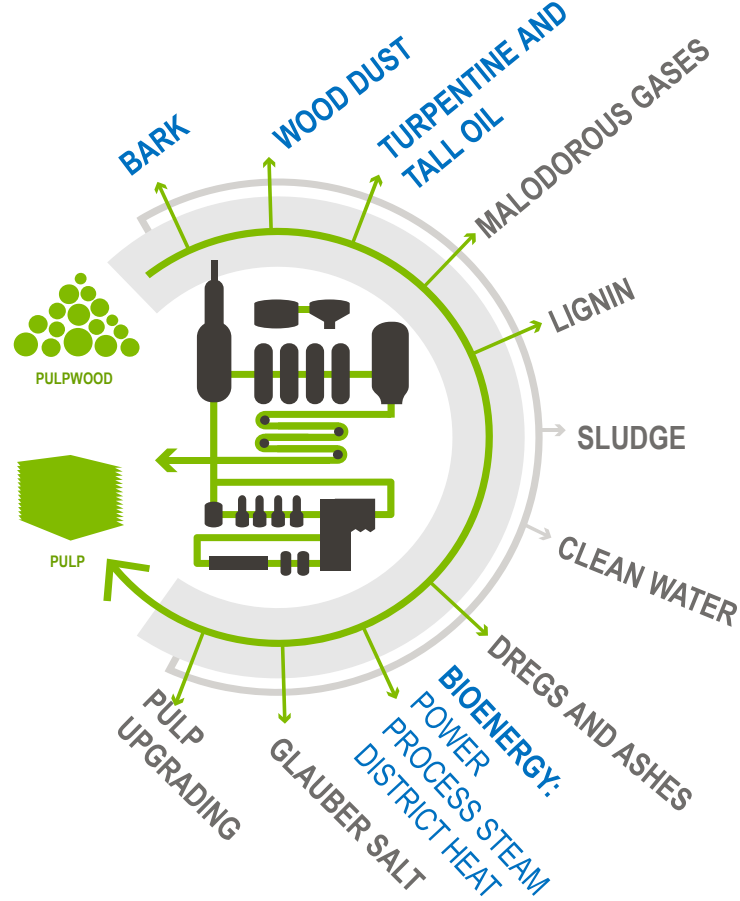 BARK
WOOD DUST
TURPENTINE AND
TALL OIL
MALODOROUS GASES
LIGNIN
SLUDGE
CLEAN WATER
DREGS AND ASHES
BIOENERGY:
POWER
PROCESS STEAM
DISTRICT HEAT
GLAUBER SALT
PULP
UPGRADING
PULPWOOD
PULP